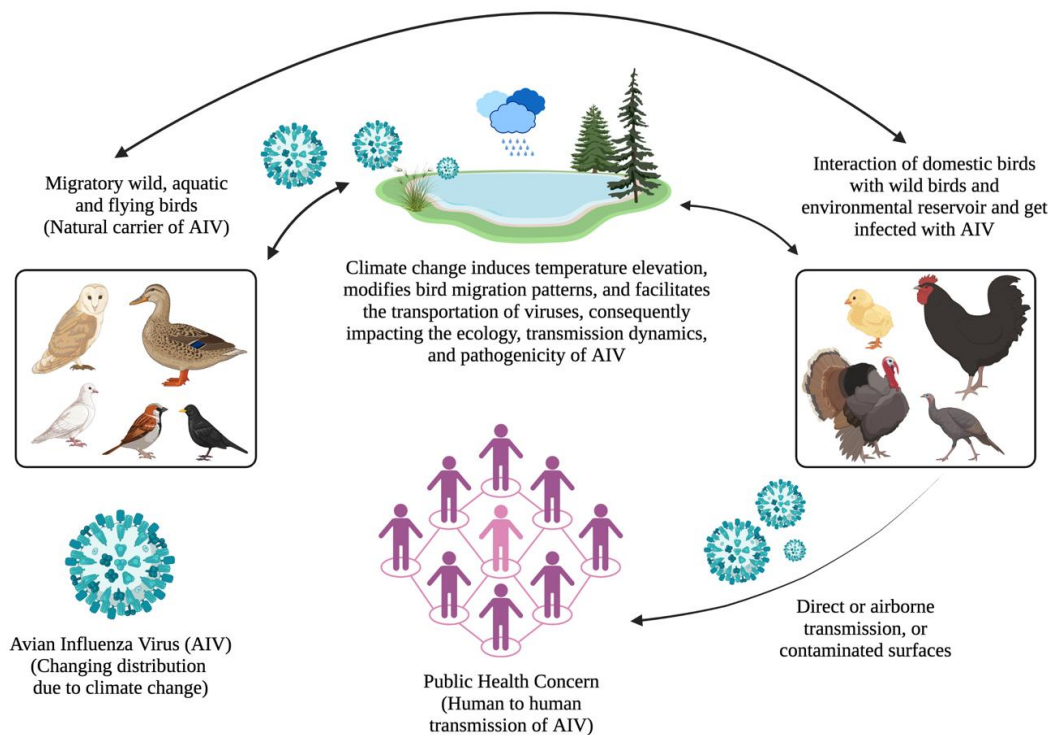 Migratory wild, aquatic
and flying birds
(Natural carrier of AIV)
Climate change induces temperature elevation,
modifies bird migration patterns, and facilitates
the transportation of viruses, consequently
impacting the ecology, transmission dynamics,
and pathogenicity of AIV
Interaction of domestic birds
with wild birds and
environmental reservoir and get
infected with AIV
Avian Influenza Virus (AIV)
(Changing distribution
due to climate change)
Public Health Concern
(Human to human
transmission of AIV)
Direct or airborne
transmission, or
contaminated surfaces